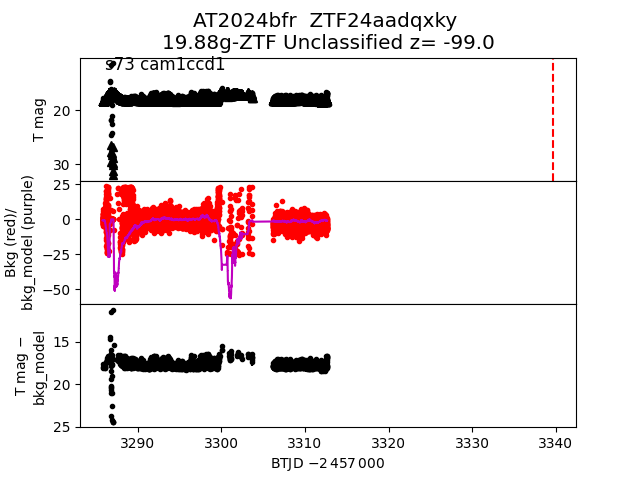 AT2024bfr  ZTF24aadqxky
19.88g-ZTF Unclassified z= -99.0
s73 cam1ccd1
T mag
20
30
Bkg (red)/
bkg_model (purple)
25
0
−25
−50
T mag −
bkg_model
15
20
25
3290
3300
3310
3320
3330
3340
BTJD −2 457 000